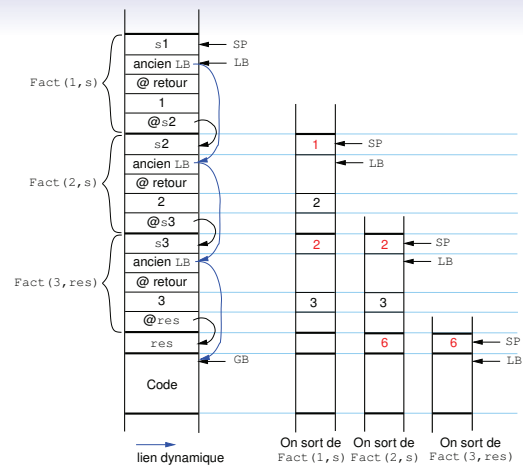 s1
SP
ancien LB
LB
Fact(1,s)
@ retour
1
@s2
s2
1
SP
ancien LB
LB
Fact(2,s)
@ retour
2
2
@s3
s3
2
2
SP
ancien LB
LB
Fact(3,res)
@ retour
3
3
3
@res
res
6
6
SP
GB
LB
Code
lien dynamique
On sort de Fact(1,s)
On sort de Fact(2,s)
On sort de Fact(3,res)